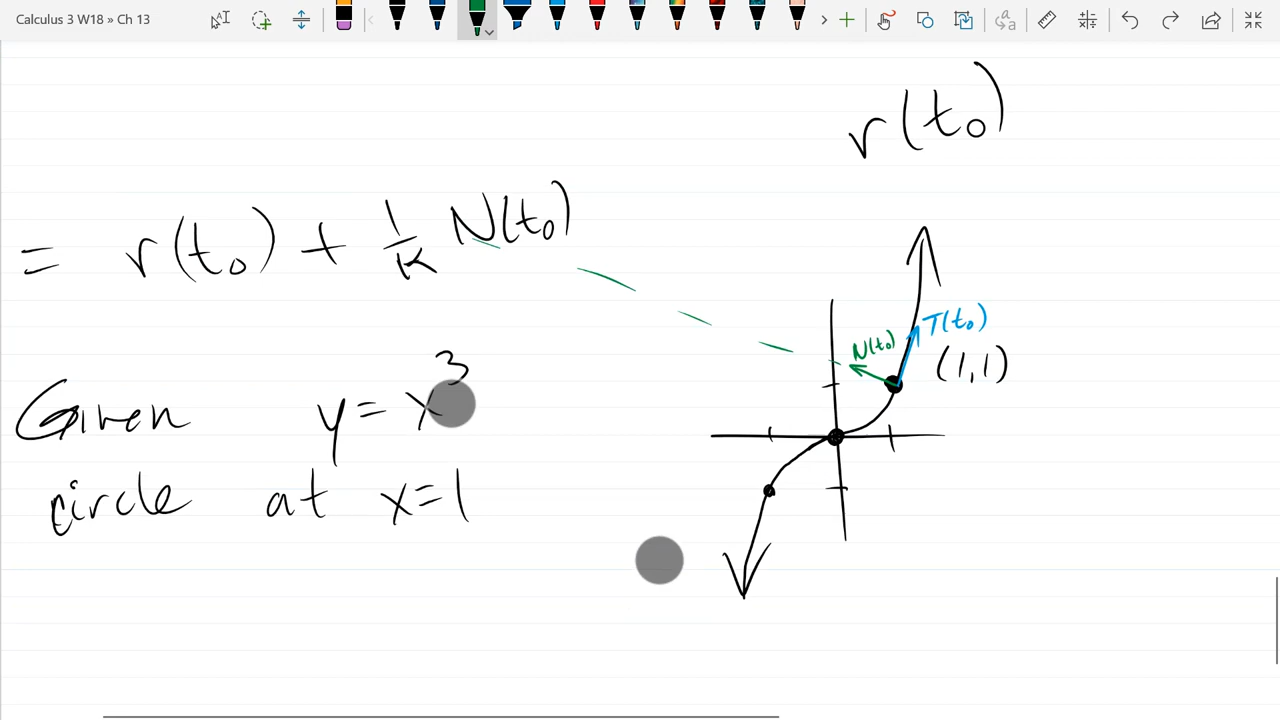 Calculus 3 W18 » Ch 13
r(t₀)
= r(t₀) + 1/K N(t₀)
T(t₀)
N(t₀)
(1,1)
Given y = x³
circle at x=1